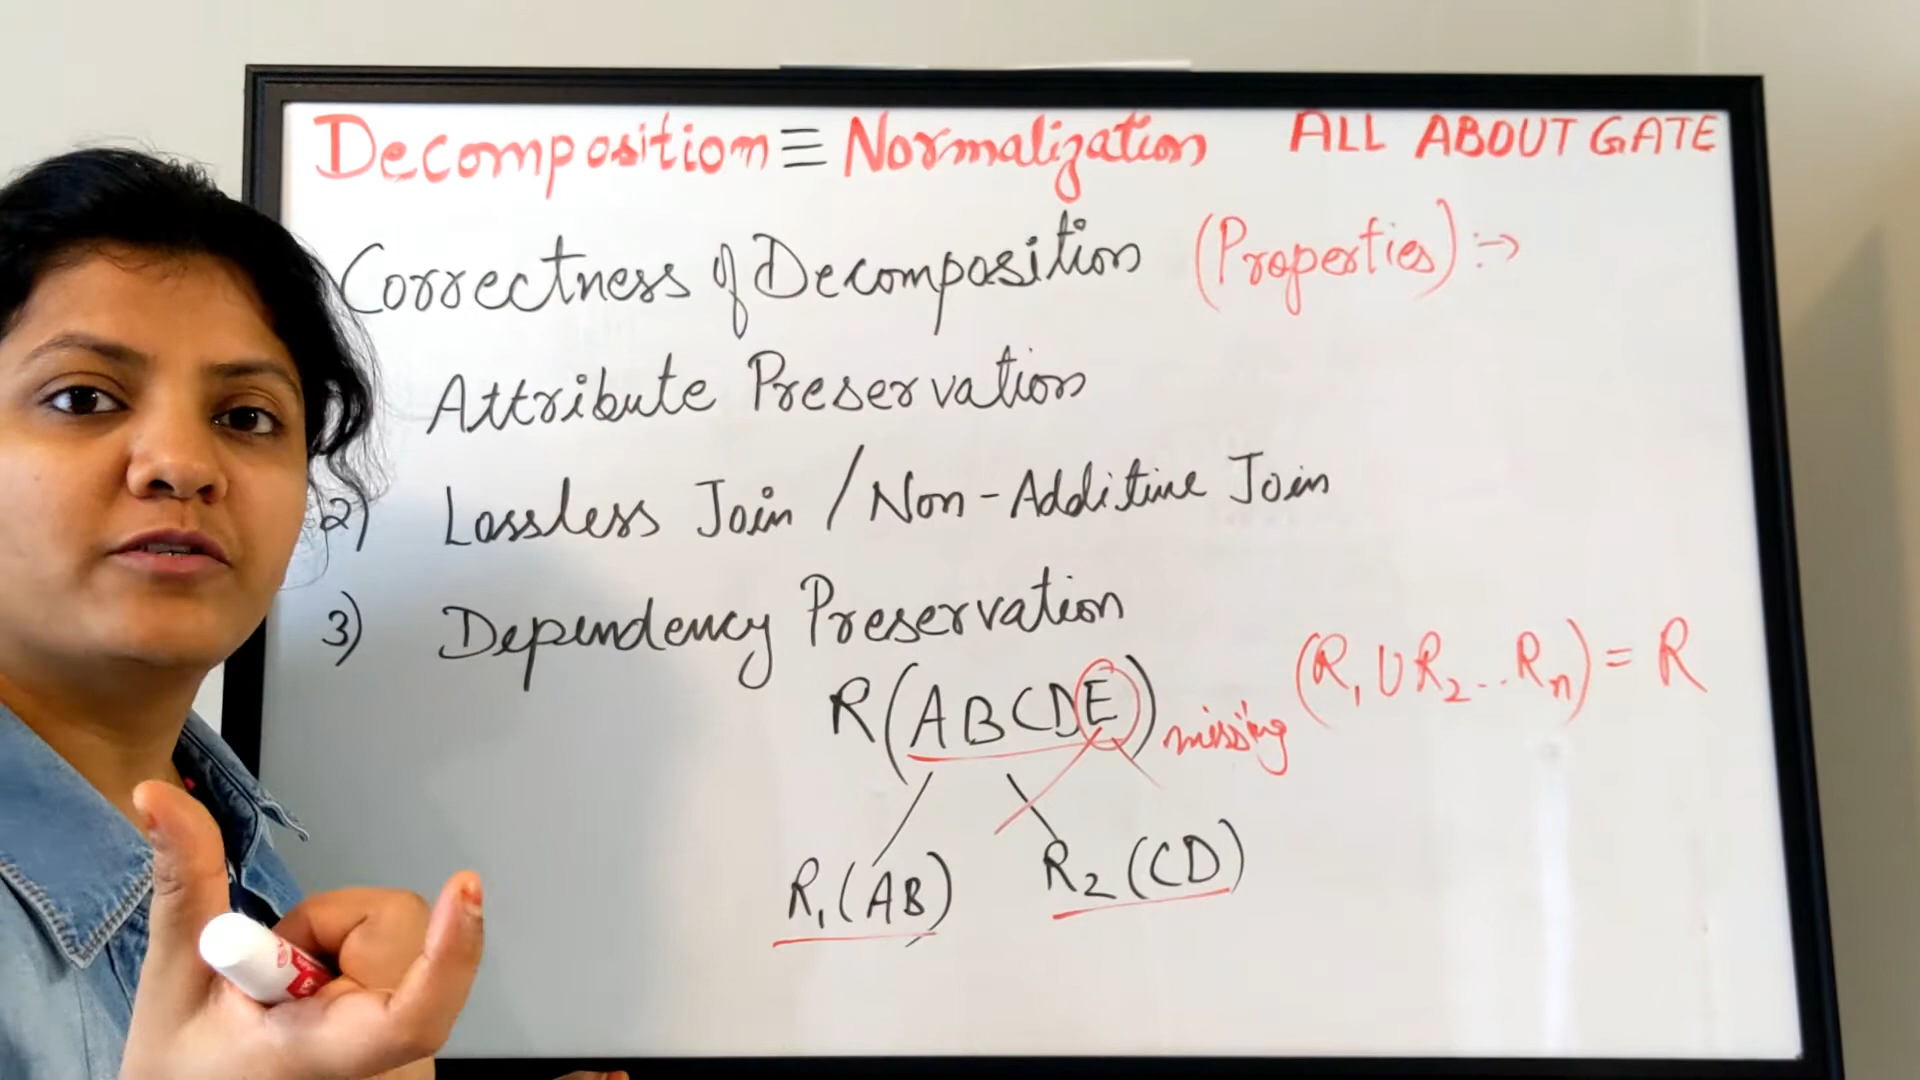 Decomposition ≡ Normalization ALL ABOUT GATE
Correctness of Decomposition (Properties) :→
Attribute Preservation
2) Lossless Join / Non-Additive Join
3) Dependency Preservation
R(ABCDE) missing (R₁ U R₂ ... Rₙ) = R
R₁(AB) R₂(CD)